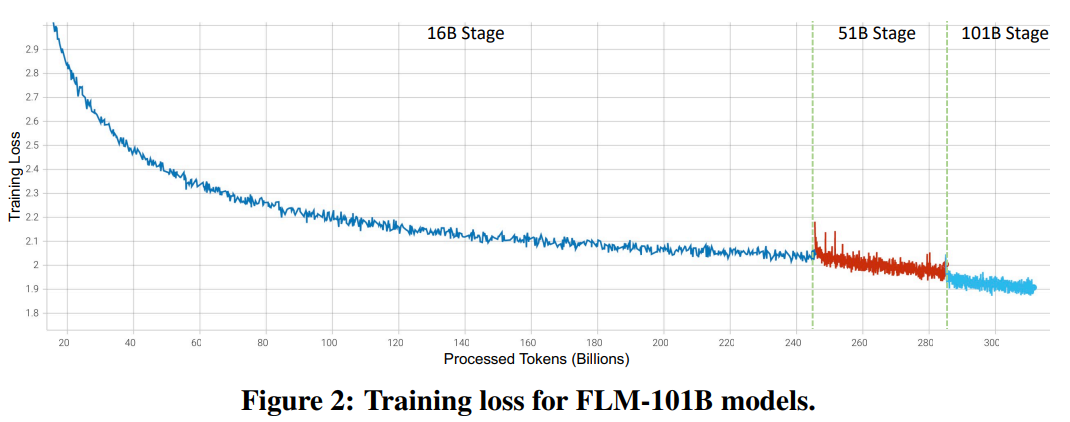 16B Stage
51B Stage
101B Stage
2.9
2.8
2.7
2.6
2.5
2.4
2.3
2.2
2.1
2
1.9
1.8
Training Loss
20 40 60 80 100 120 140 160 180 200 220 240 260 280 300
Processed Tokens (Billions)
Figure 2: Training loss for FLM-101B models.